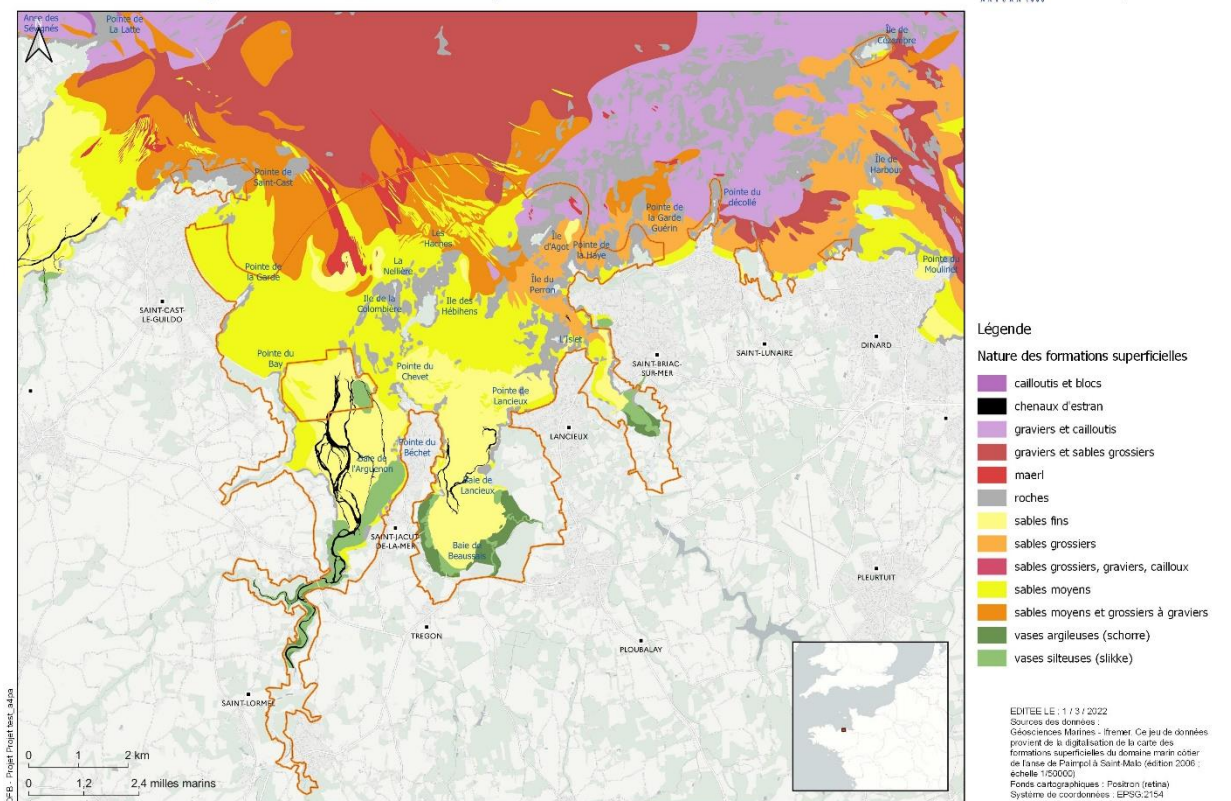 Anse des
Sévignés
Pointe de
La Latte
Île de
Cézembre
Pointe de
Saint-Cast
Île de
Harbour
Pointe du
décollé
Pointe de
la Garde
Guérin
Les
Haches
Île
d'Agot
Pointe de
la Haye
Pointe de
la Garde
La
Nellière
Île du
Perron
Pointe du
Moulinet
SAINT-CAST-
LE-GUILDO
Ile de la
Colombière
Ile des
Hébihens
L'Islet
SAINT-BRIAC-
SUR-MER
SAINT-LUNAIRE
DINARD
Pointe du
Bay
Pointe du
Chevet
Pointe de
Lancieux
LANCIEUX
Pointe du
Béchet
Baie de
l'Arguenon
Baie de
Lancieux
SAINT-JACUT-
DE-LA-MER
Baie de
Beaussais
PLEURTUIT
TREGON
PLOUBALAY
SAINT-LORMEL
0 1 2 km
0 1,2 2,4 milles marins
OFB - Projet Projet test_a4pa
Légende
Nature des formations superficielles
cailloutis et blocs
chenaux d'estran
graviers et cailloutis
graviers et sables grossiers
maerl
roches
sables fins
sables grossiers
sables grossiers, graviers, cailloux
sables moyens
sables moyens et grossiers à graviers
vases argileuses (schorre)
vases silteuses (slikke)
EDITEE LE : 1 / 3 / 2022
Sources des données :
Géosciences Marines - Ifremer. Ce jeu de données
provient de la digitalisation de la carte des
formations superficielles du domaine marin côtier
de l'anse de Paimpol à Saint-Malo (édition 2006 ;
échelle 1/50000)
Fonds cartographiques : Positron (retina)
Système de coordonnées : EPSG:2154